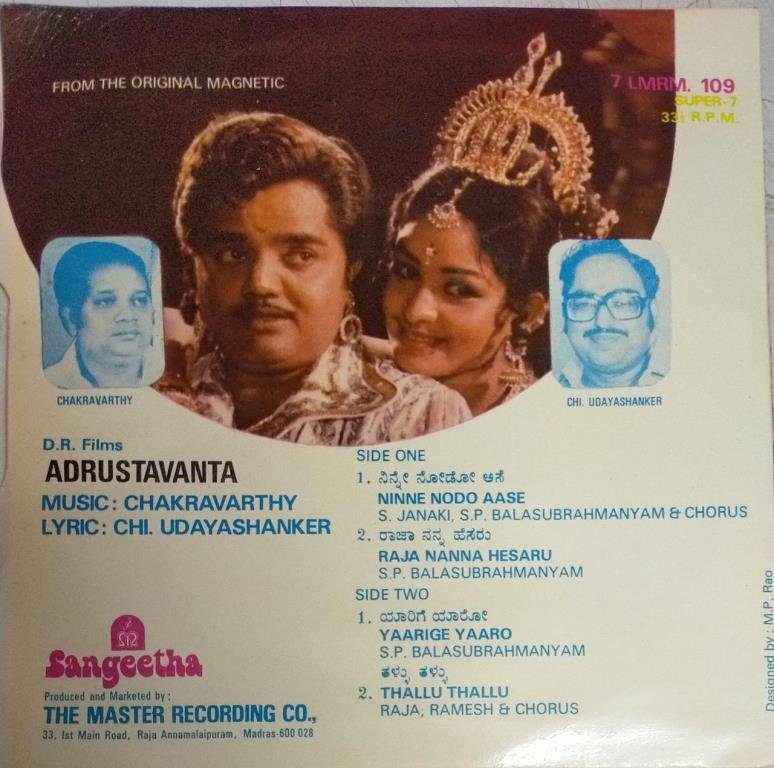 FROM THE ORIGINAL MAGNETIC
7 LMRM. 109
SUPER-7
33⅓ R.P.M.
CHAKRAVARTHY
CHI. UDAYASHANKER
D.R. Films
ADRUSTAVANTA
MUSIC: CHAKRAVARTHY
LYRIC: CHI. UDAYASHANKER
SIDE ONE
1. ನಿನ್ನೇ ನೋಡೋ ಆಸೆ
NINNE NODO AASE
S. JANAKI, S.P. BALASUBRAHMANYAM & CHORUS
2. ರಾಜಾ ನನ್ನ ಹೆಸರು
RAJA NANNA HESARU
S.P. BALASUBRAHMANYAM
SIDE TWO
1. ಯಾರಿಗೆ ಯಾರೋ
YAARIGE YAARO
S.P. BALASUBRAHMANYAM
ತಳ್ಳು ತಳ್ಳು
2. THALLU THALLU
RAJA; RAMESH & CHORUS
Sangeetha
Produced and Marketed by:
THE MASTER RECORDING CO.,
33, Ist Main Road, Raja Annamalaipuram, Madras-600 028
Designed by: M.P. Rao